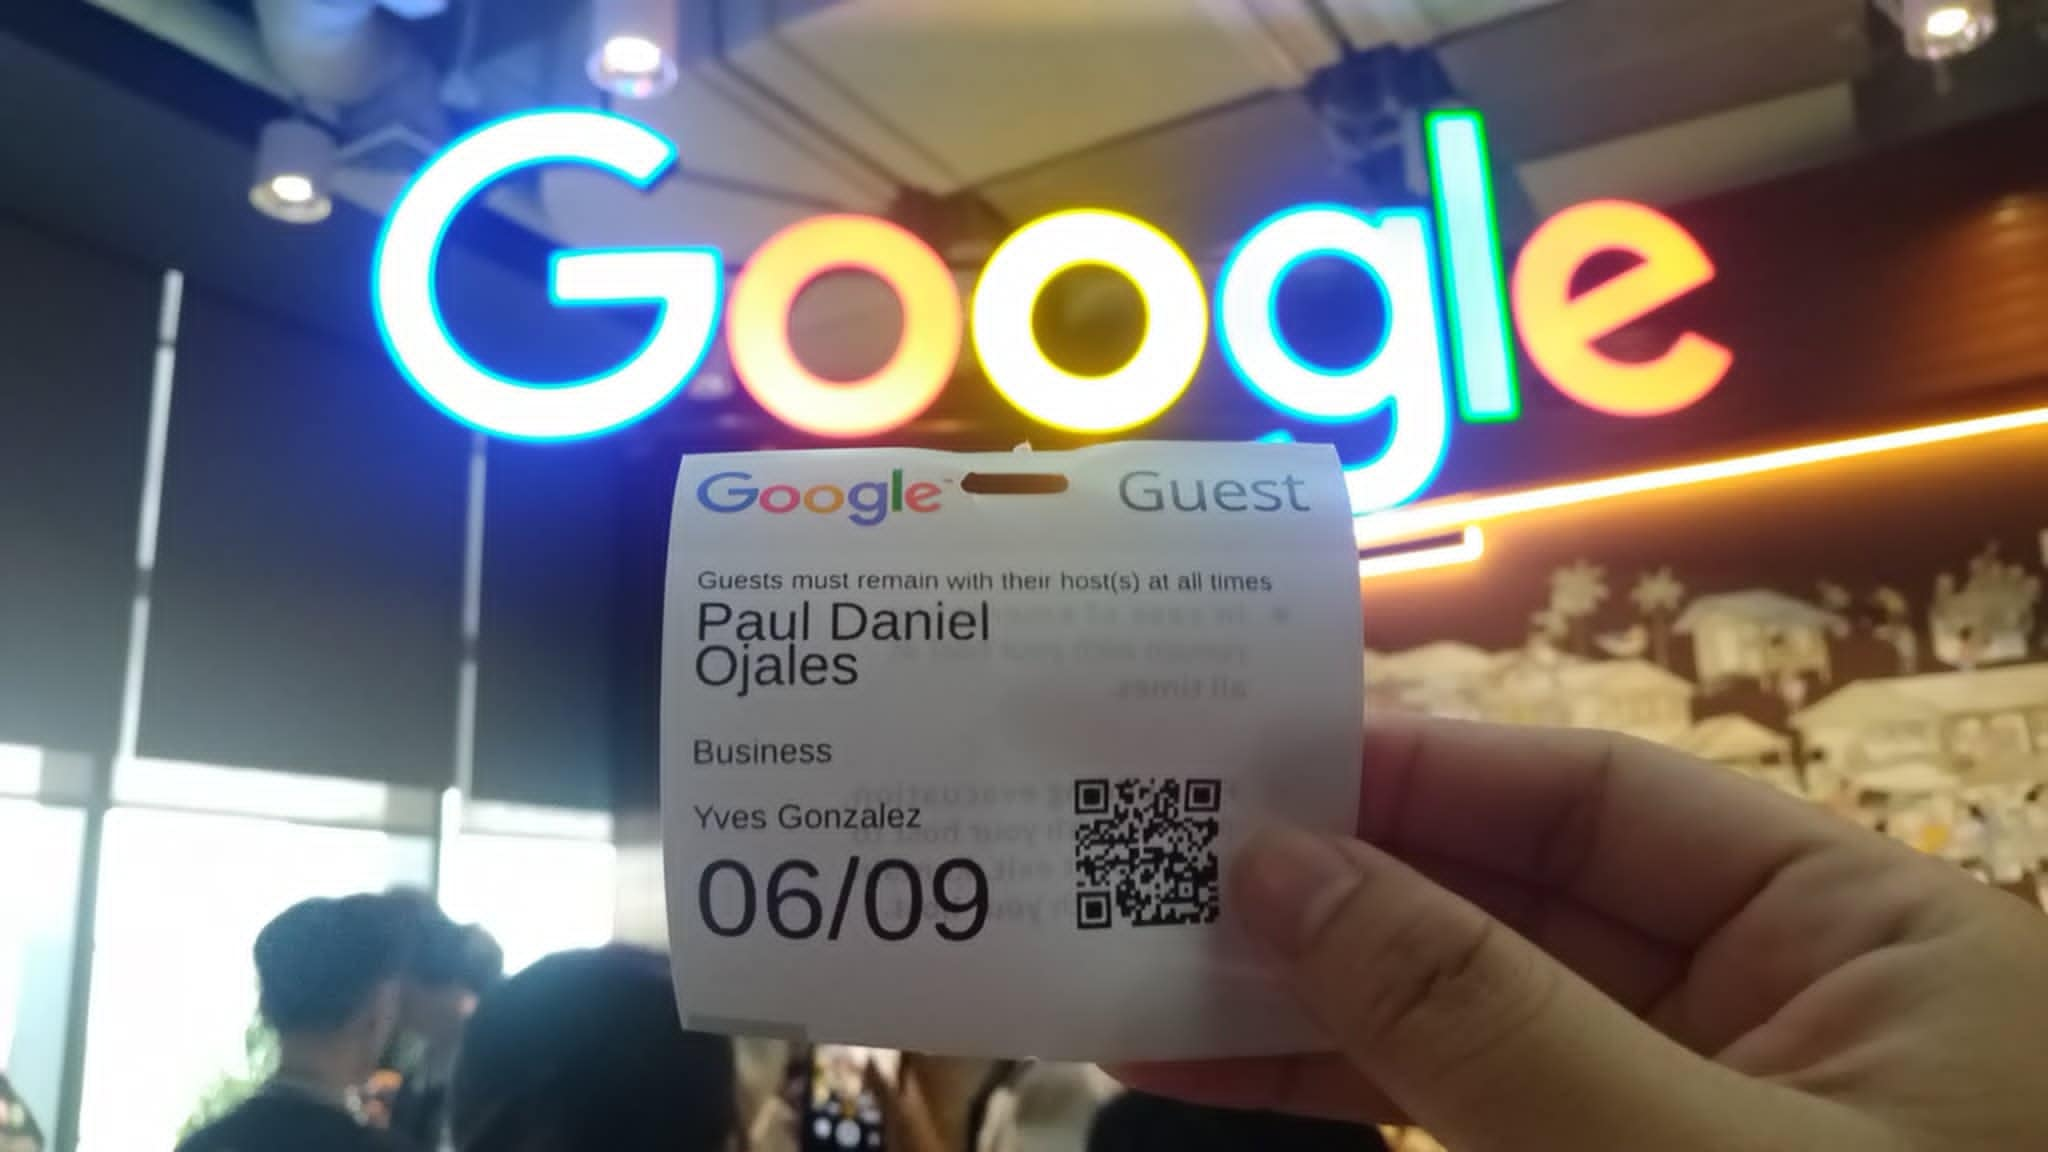 Google
Google™ Guest
Guests must remain with their host(s) at all times
Paul Daniel
Ojales
Business
Yves Gonzalez
06/09